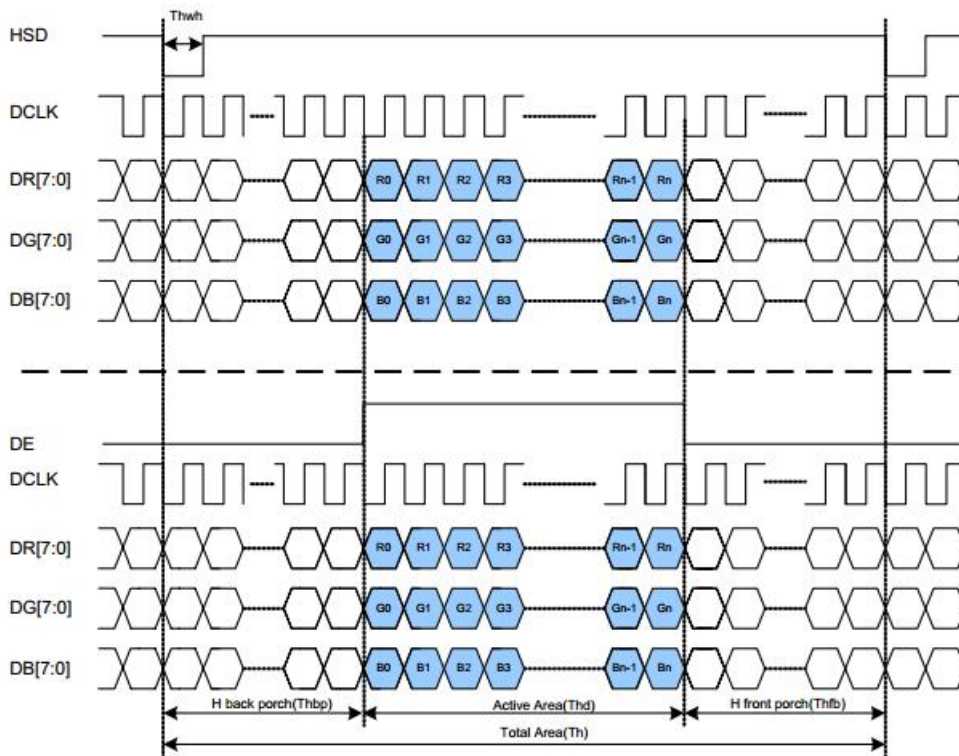 Thwh
HSD
DCLK
DR[7:0] R0 R1 R2 R3 Rn-1 Rn
DG[7:0] G0 G1 G2 G3 Gn-1 Gn
DB[7:0] B0 B1 B2 B3 Bn-1 Bn
DE
DCLK
DR[7:0] R0 R1 R2 R3 Rn-1 Rn
DG[7:0] G0 G1 G2 G3 Gn-1 Gn
DB[7:0] B0 B1 B2 B3 Bn-1 Bn
H back porch(Thbp) Active Area(Thd) H front porch(Thfb)
Total Area(Th)